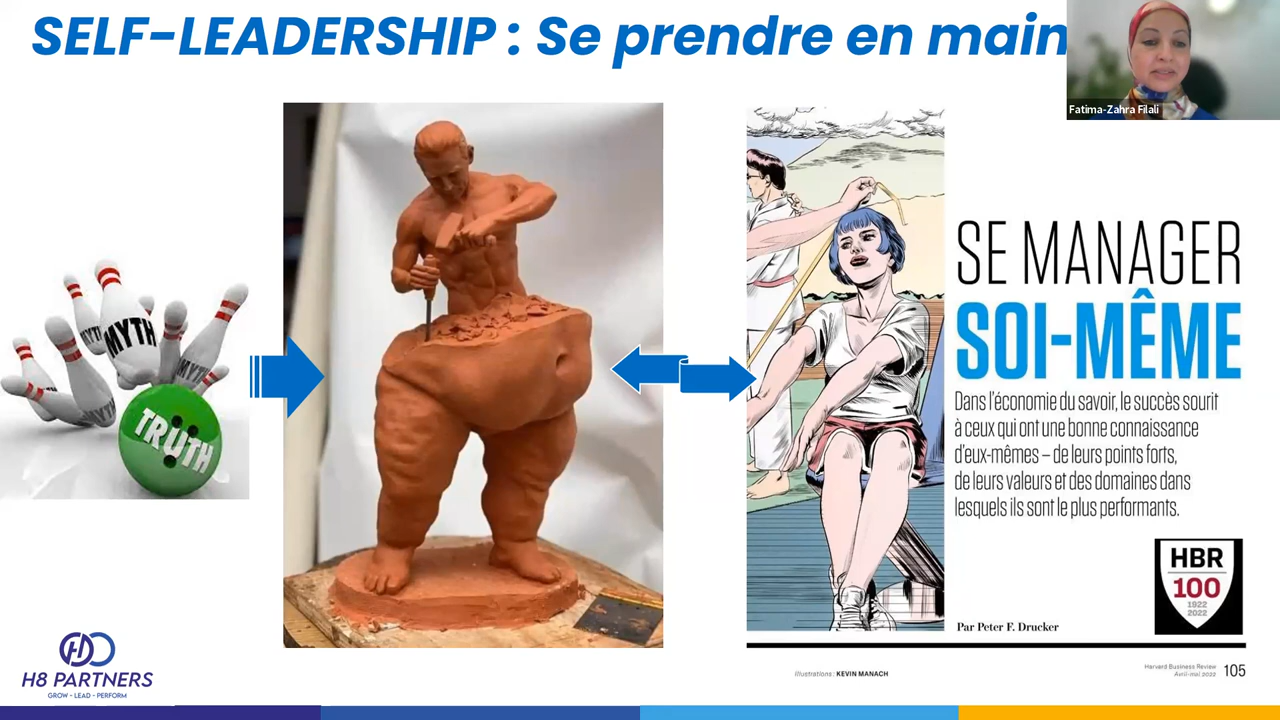 SELF-LEADERSHIP : Se prendre en main
Fatima-Zahra Filali
MYTH
MYTH
MYTH
MYTH
TRUTH
SE MANAGER
SOI-MÊME
Dans l'économie du savoir, le succès sourit
à ceux qui ont une bonne connaissance
d'eux-mêmes – de leurs points forts,
de leurs valeurs et des domaines dans
lesquels ils sont le plus performants.
HBR
100
1922
2022
Par Peter F. Drucker
Illustrations : KEVIN MANACH
Harvard Business Review
Avril-mai 2022
105
H8 PARTNERS
GROW - LEAD - PERFORM